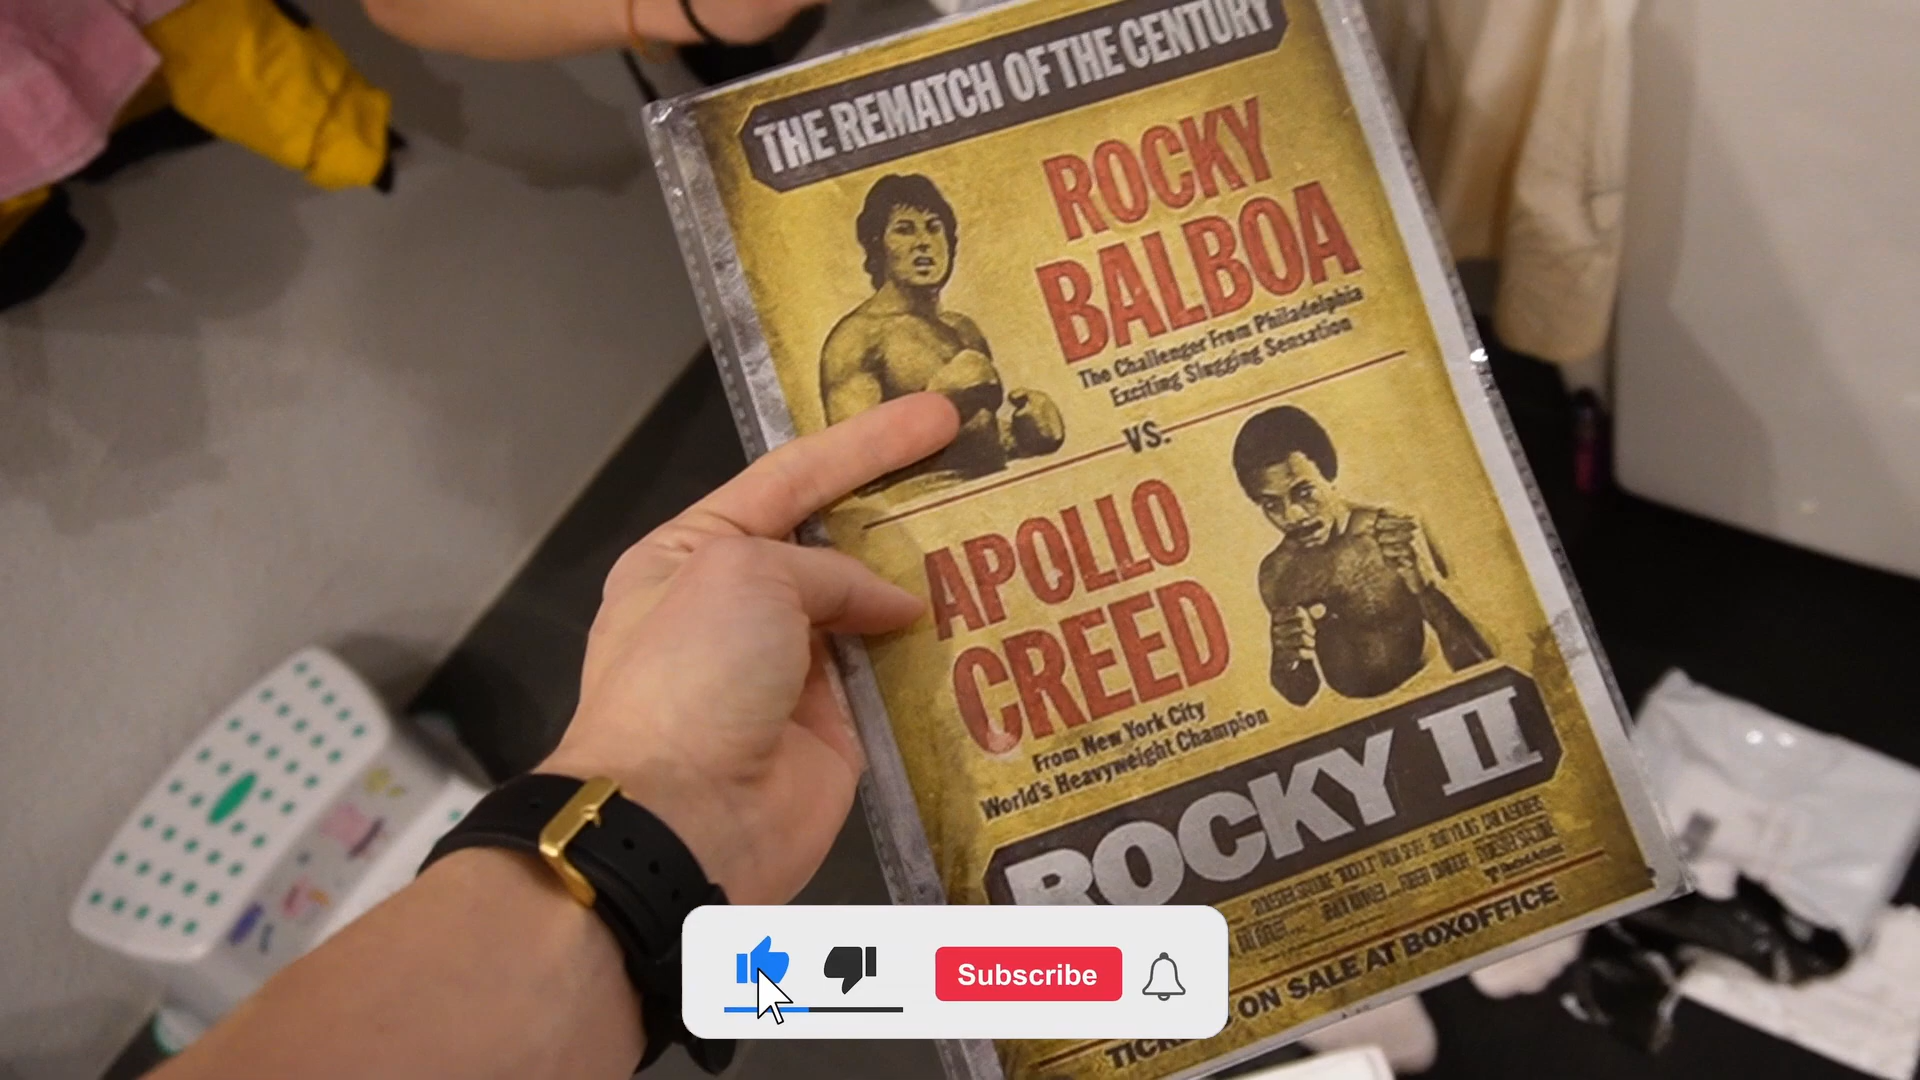 THE REMATCH OF THE CENTURY
ROCKY
BALBOA
The Challenger From Philadelphia
Exciting Slugging Sensation
VS.
APOLLO
CREED
From New York City
World's Heavyweight Champion
ROCKY II
ON SALE AT BOXOFFICE
Subscribe